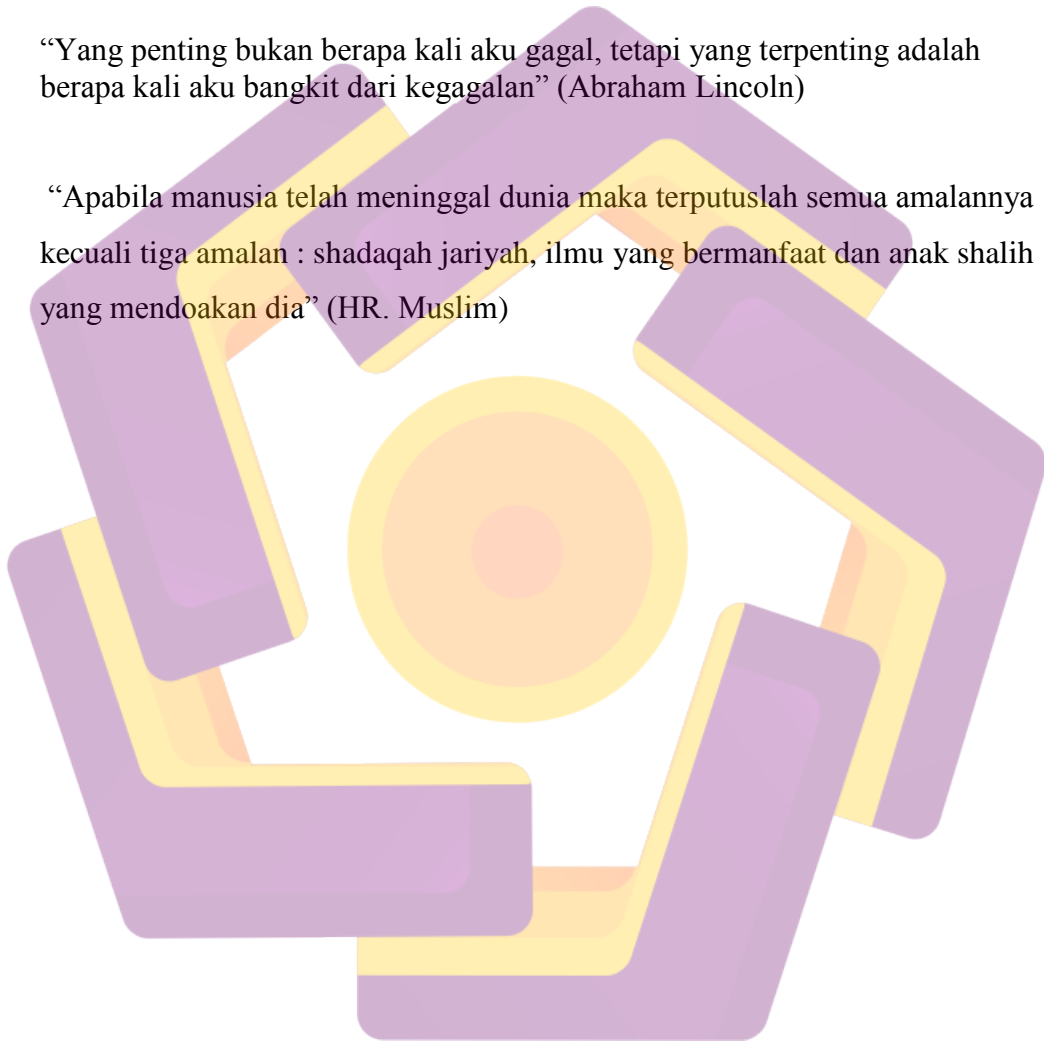 “Yang penting bukan berapa kali aku gagal, tetapi yang terpenting adalah
berapa kali aku bangkit dari kegagalan” (Abraham Lincoln)
“Apabila manusia telah meninggal dunia maka terputuslah semua amalannya
kecuali tiga amalan : shadaqah jariyah, ilmu yang bermanfaat dan anak shalih
yang mendoakan dia” (HR. Muslim)